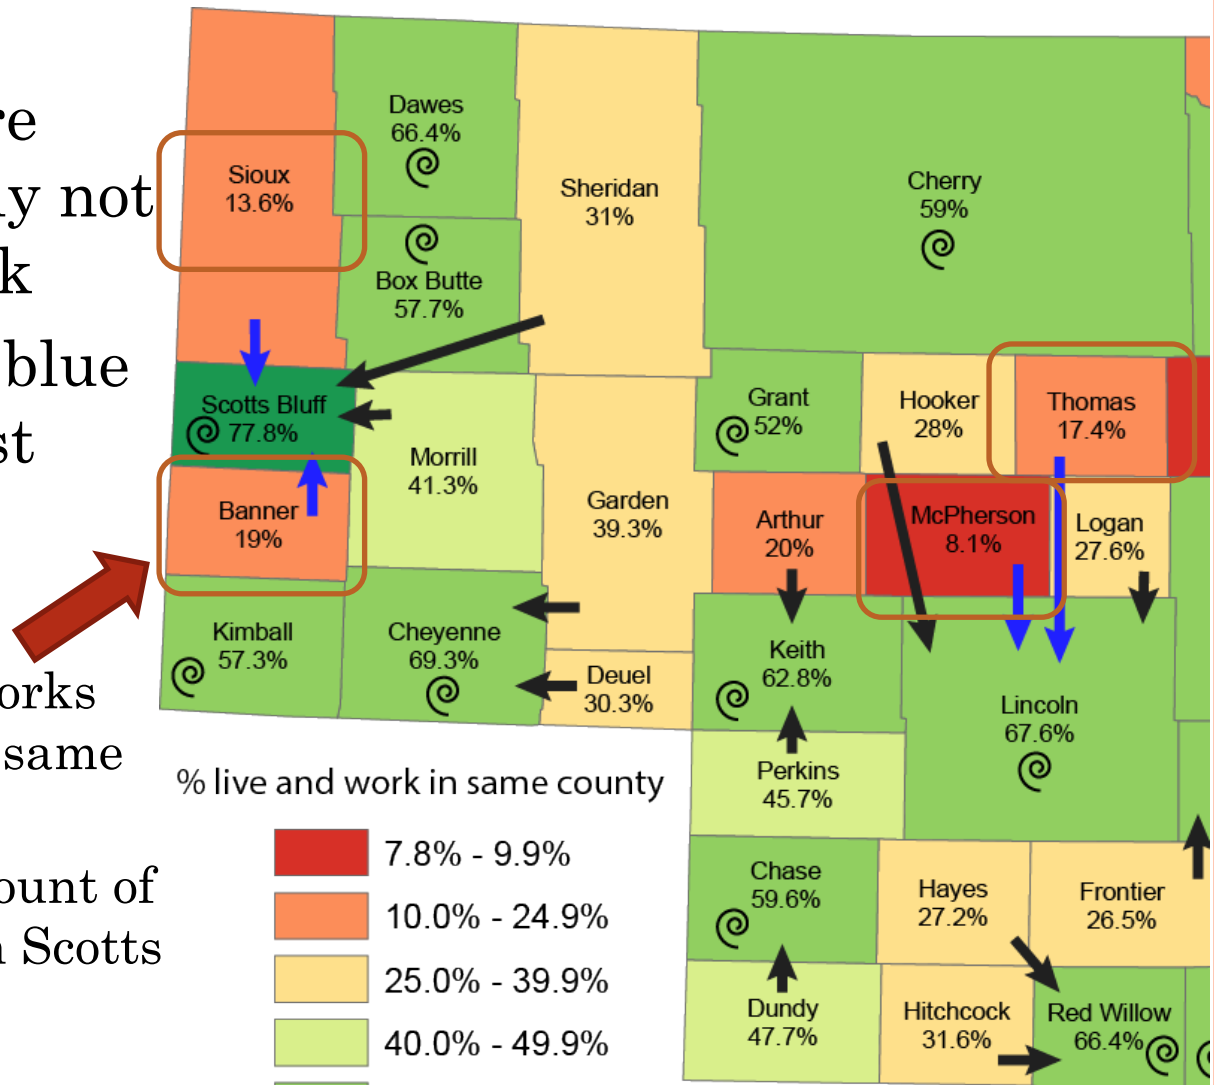 re
ly not
k
blue
st
orks
same
ount of
n Scotts
Dawes
66.4%
Sioux
13.6%
Sheridan
31%
Cherry
59%
Box Butte
57.7%
Scotts Bluff
77.8%
Morrill
41.3%
Grant
52%
Hooker
28%
Thomas
17.4%
Banner
19%
Garden
39.3%
Arthur
20%
McPherson
8.1%
Logan
27.6%
Kimball
57.3%
Cheyenne
69.3%
Deuel
30.3%
Keith
62.8%
Lincoln
67.6%
Perkins
45.7%
Chase
59.6%
Hayes
27.2%
Frontier
26.5%
Dundy
47.7%
Hitchcock
31.6%
Red Willow
66.4%
% live and work in same county
7.8% - 9.9%
10.0% - 24.9%
25.0% - 39.9%
40.0% - 49.9%